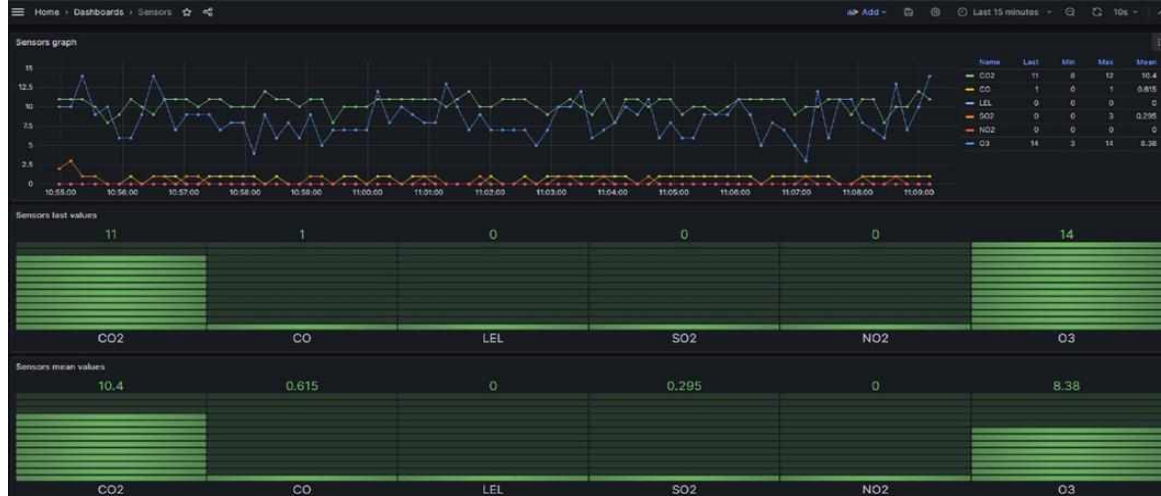 Home › Dashboards › Sensors
Add
Last 15 minutes
10s
Sensors graph
15
12.5
10
7.5
5
2.5
0
10:55:00 10:56:00 10:57:00 10:58:00 10:59:00 11:00:00 11:01:00 11:02:00 11:03:00 11:04:00 11:05:00 11:06:00 11:07:00 11:08:00 11:09:00
Name Last Min Max Mean
CO2 11 8 12 10.4
CO 1 0 1 0.615
LEL 0 0 0 0
SO2 0 0 3 0.295
NO2 0 0 0 0
O3 14 3 14 8.38
Sensors last values
11 1 0 0 0 14
CO2 CO LEL SO2 NO2 O3
Sensors mean values
10.4 0.615 0 0.295 0 8.38
CO2 CO LEL SO2 NO2 O3